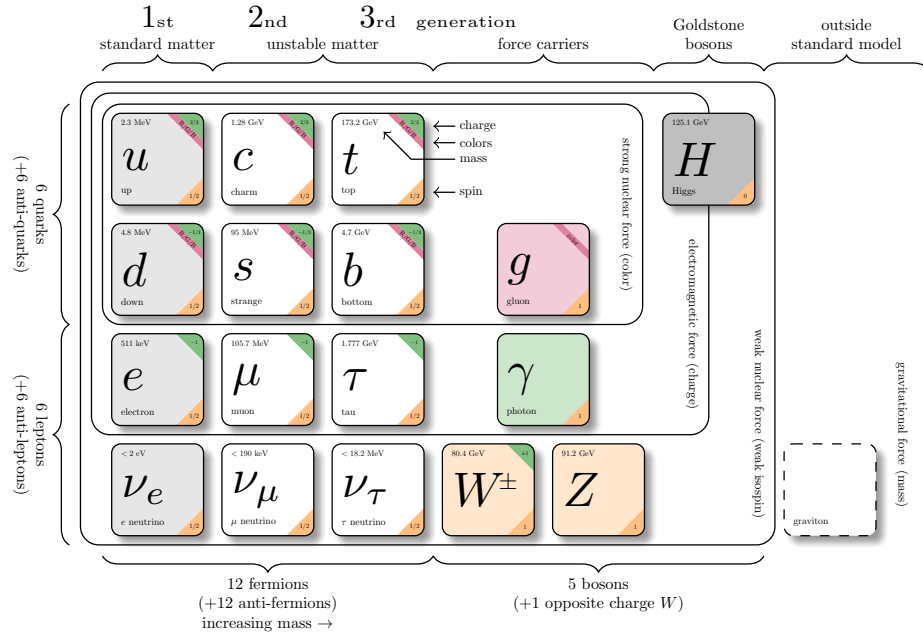 1st 2nd 3rd generation
Goldstone bosons
outside standard model
standard matter
unstable matter
force carriers
6 quarks
(+6 anti-quarks)
6 leptons
(+6 anti-leptons)
2.3 MeV
R/G/B
2/3
u
up
1/2
1.28 GeV
R/G/B
2/3
c
charm
1/2
173.2 GeV
R/G/B
2/3
t
top
1/2
charge
colors
mass
spin
125.1 GeV
H
Higgs
0
4.8 MeV
R/G/B
−1/3
d
down
1/2
95 MeV
R/G/B
−1/3
s
strange
1/2
4.7 GeV
R/G/B
−1/3
b
bottom
1/2
color
g
gluon
1
strong nuclear force (color)
511 keV
−1
e
electron
1/2
105.7 MeV
−1
μ
muon
1/2
1.777 GeV
−1
τ
tau
1/2
γ
photon
1
electromagnetic force (charge)
< 2 eV
νe
e neutrino
1/2
< 190 keV
νμ
μ neutrino
1/2
< 18.2 MeV
ντ
τ neutrino
1/2
80.4 GeV
±1
W±
1
91.2 GeV
Z
1
weak nuclear force (weak isospin)
graviton
gravitational force (mass)
12 fermions
(+12 anti-fermions)
increasing mass →
5 bosons
(+1 opposite charge W)